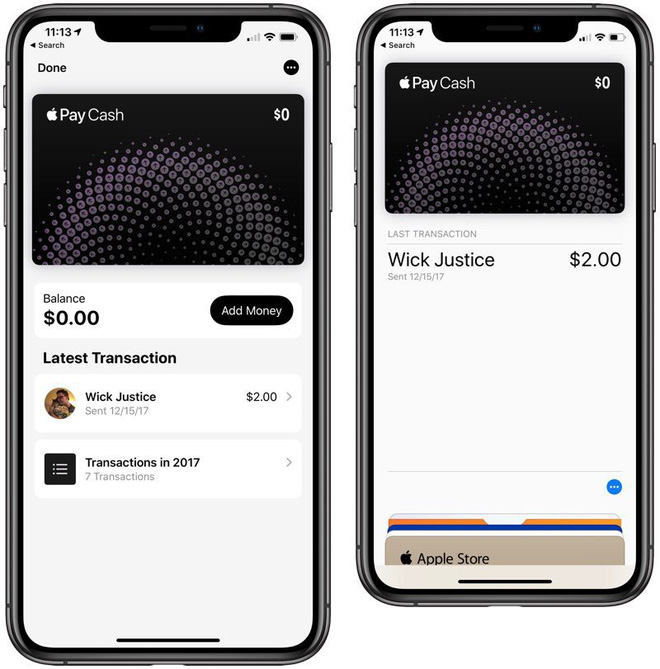 11:13
Search
Done
Pay Cash
$0
Balance
$0.00
Add Money
Latest Transaction
Wick Justice
$2.00
Sent 12/15/17
Transactions in 2017
7 Transactions
11:13
Search
Pay Cash
$0
LAST TRANSACTION
Wick Justice
$2.00
Sent 12/15/17
Apple Store